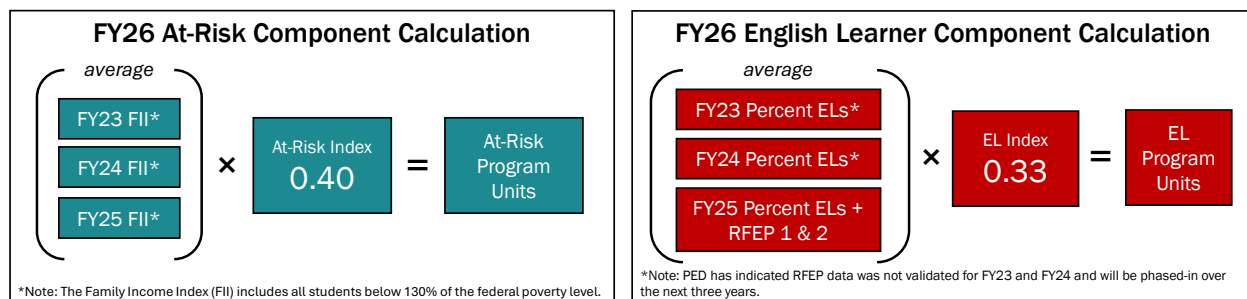 FY26 At-Risk Component Calculation
average
FY23 FII*
FY24 FII*
FY25 FII*
×
At-Risk Index
0.40
=
At-Risk
Program
Units
*Note: The Family Income Index (FII) includes all students below 130% of the federal poverty level.
FY26 English Learner Component Calculation
average
FY23 Percent ELs*
FY24 Percent ELs*
FY25 Percent ELs +
RFEP 1 & 2
×
EL Index
0.33
=
EL
Program
Units
*Note: PED has indicated RFEP data was not validated for FY23 and FY24 and will be phased-in over
the next three years.